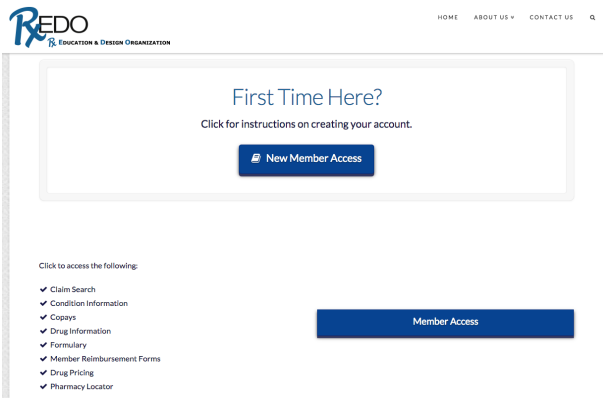 RxEDO
Rx EDUCATION & DESIGN ORGANIZATION
HOME ABOUT US CONTACT US
First Time Here?
Click for instructions on creating your account.
New Member Access
Click to access the following:
Claim Search
Condition Information
Copays
Drug Information
Formulary
Member Reimbursement Forms
Drug Pricing
Pharmacy Locator
Member Access